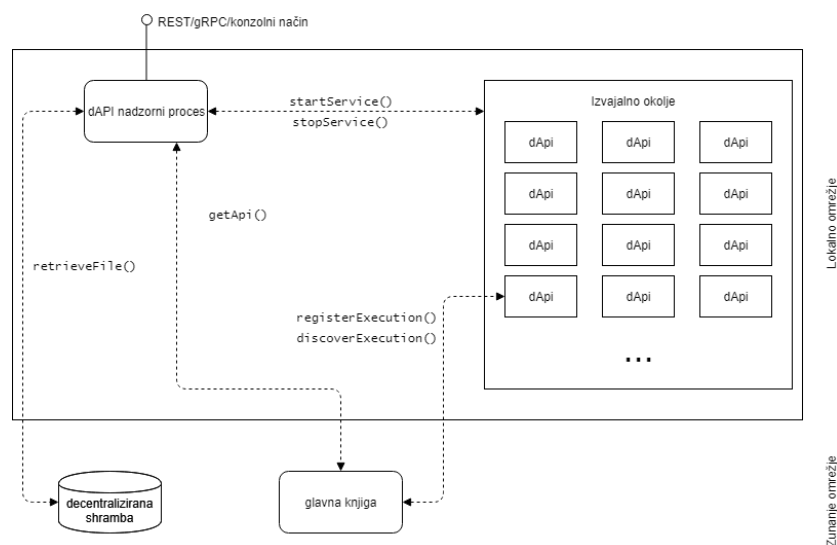 REST/gRPC/konzolni način
dAPI nadzorni proces
startService()
stopService()
Izvajalno okolje
dApi dApi dApi
dApi dApi dApi
dApi dApi dApi
dApi dApi dApi
...
getApi()
retrieveFile()
registerExecution()
discoverExecution()
Lokalno omrežje
decentralizirana
shramba
glavna knjiga
Zunanje omrežje